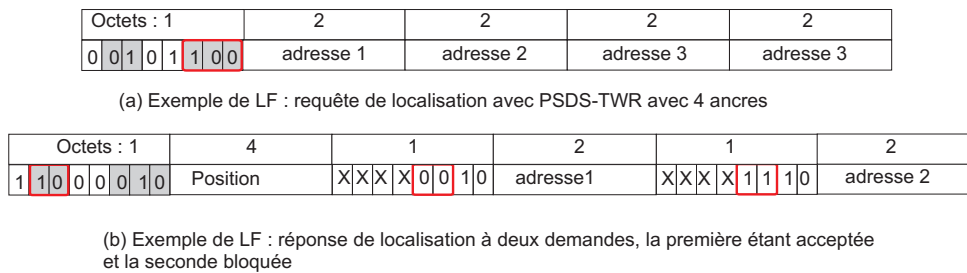 Octets : 1 2 2 2 2
0 0 1 0 1 1 0 0 adresse 1 adresse 2 adresse 3 adresse 3
(a) Exemple de LF : requête de localisation avec PSDS-TWR avec 4 ancres
Octets : 1 4 1 2 1 2
1 1 0 0 0 0 1 0 Position X X X X 0 0 1 0 adresse1 X X X X 1 1 1 0 adresse 2
(b) Exemple de LF : réponse de localisation à deux demandes, la première étant acceptée
et la seconde bloquée